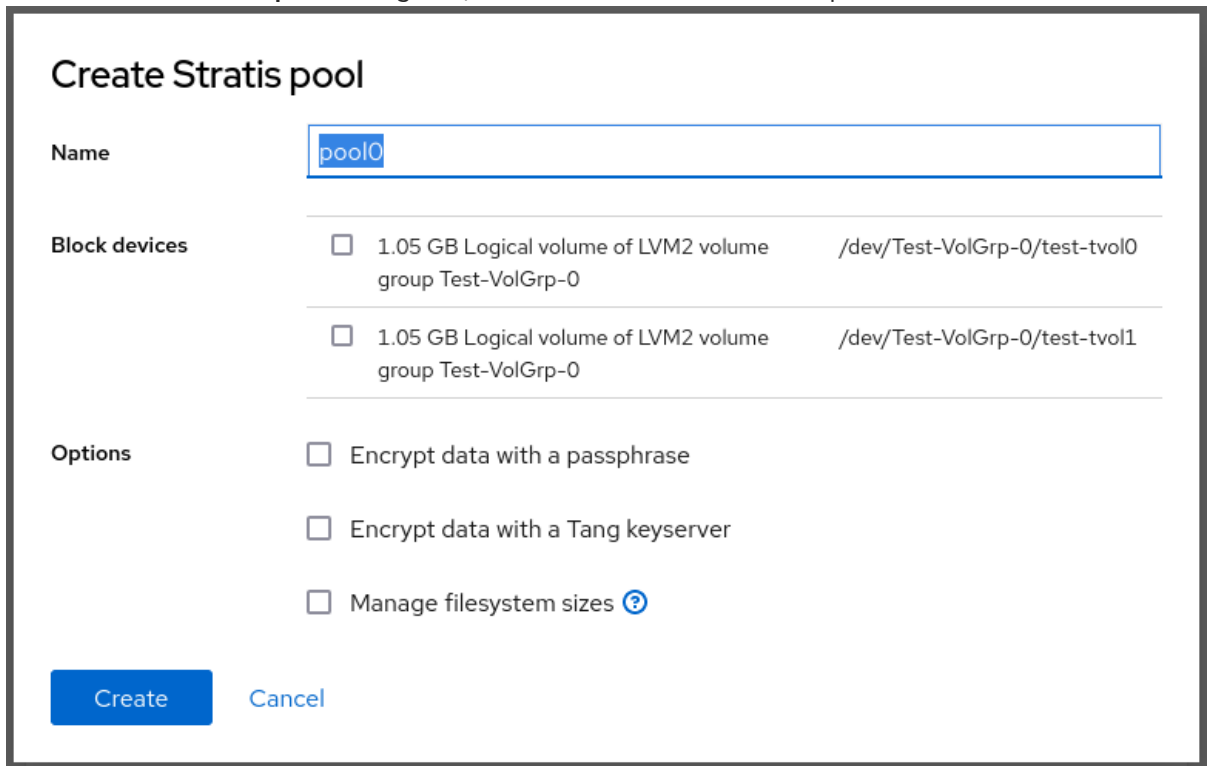 Create Stratis pool
Name
pool0
Block devices
1.05 GB Logical volume of LVM2 volume
group Test-VolGrp-0
/dev/Test-VolGrp-0/test-tvol0
1.05 GB Logical volume of LVM2 volume
group Test-VolGrp-0
/dev/Test-VolGrp-0/test-tvol1
Options
Encrypt data with a passphrase
Encrypt data with a Tang keyserver
Manage filesystem sizes
Create
Cancel